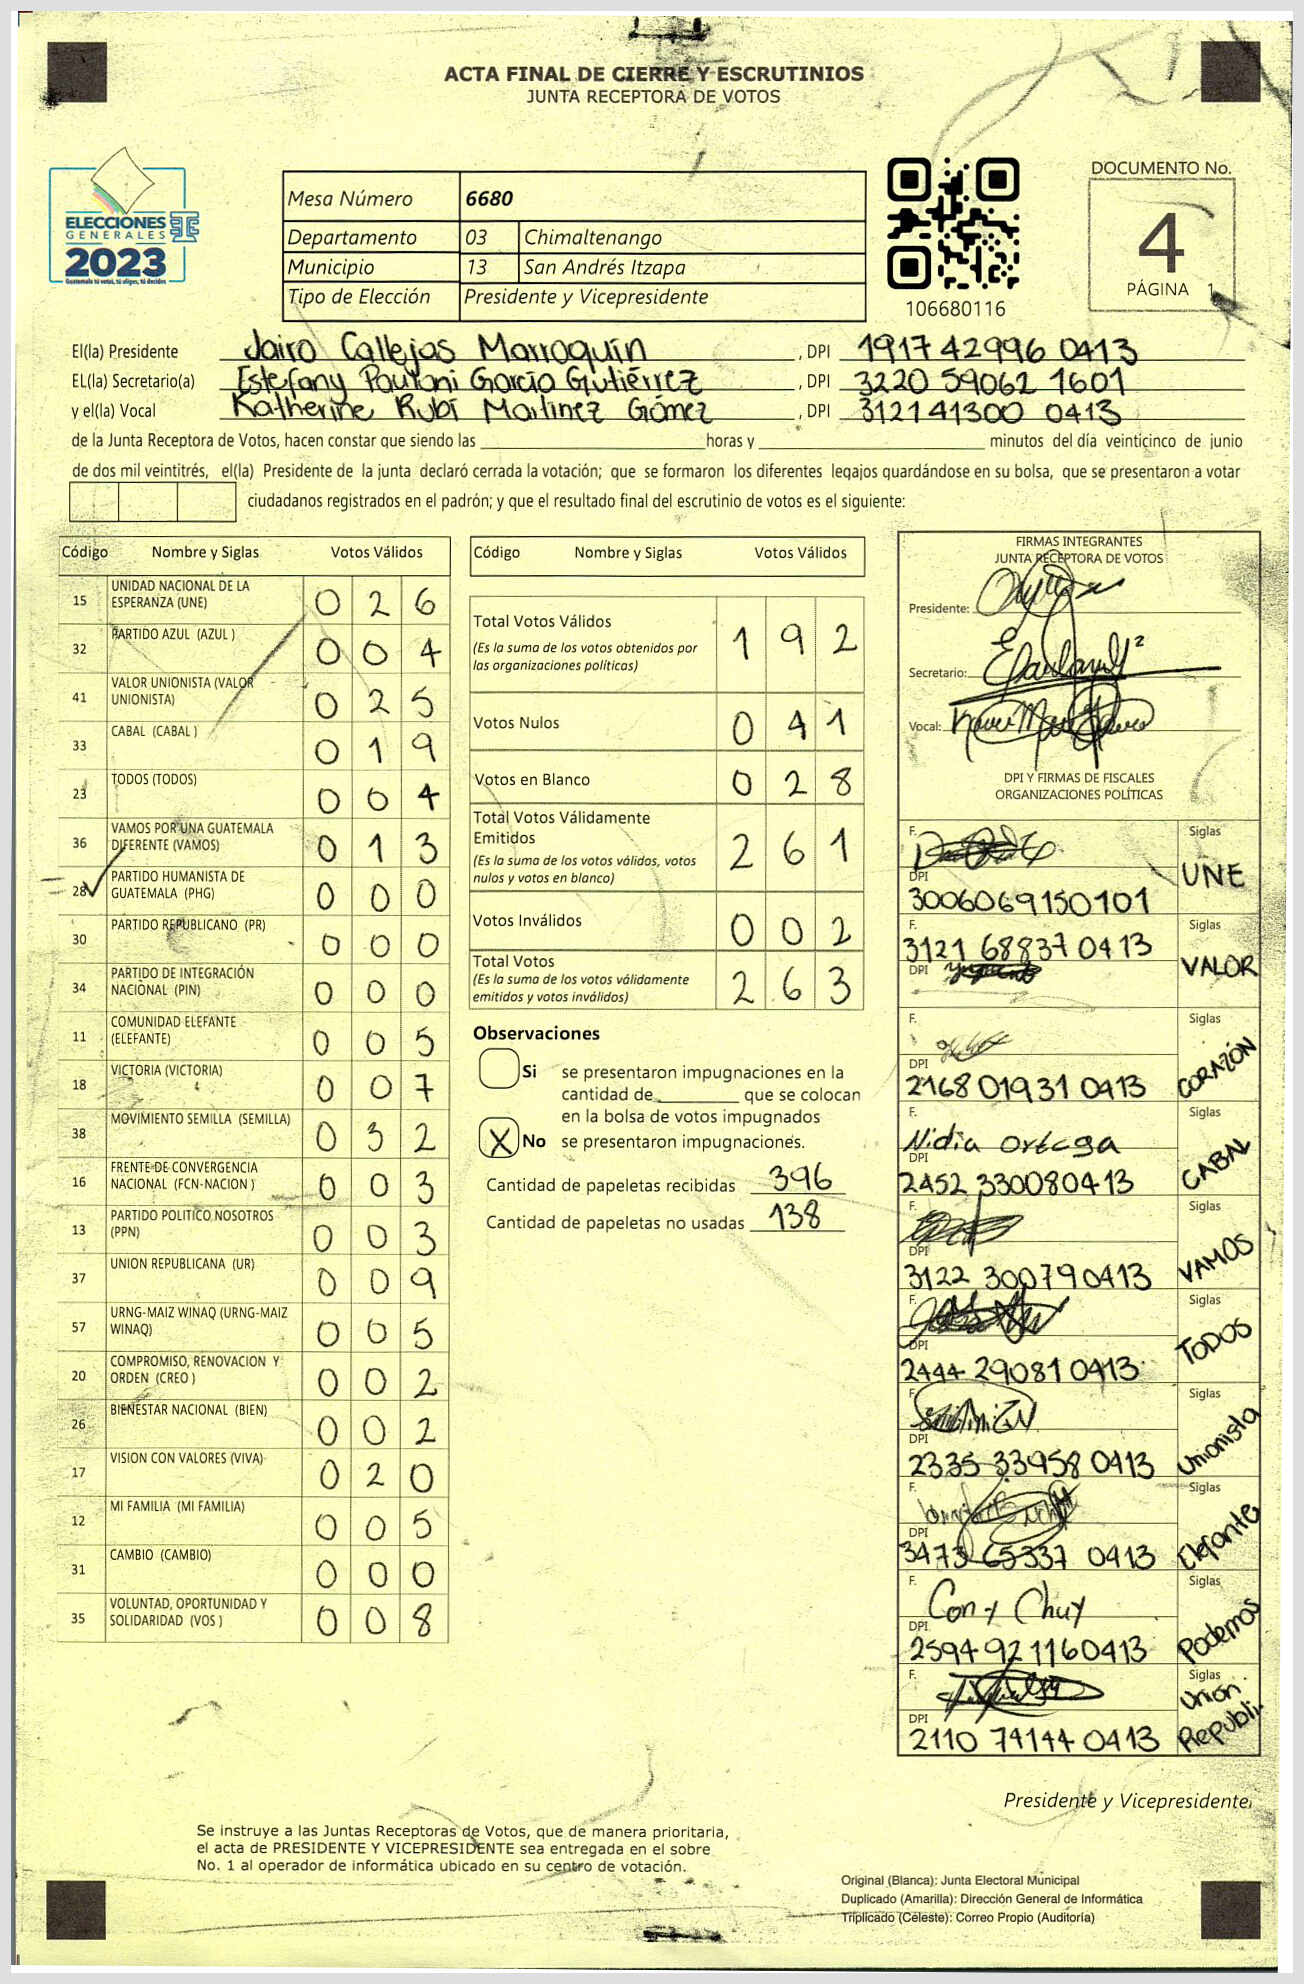 ACTA FINAL DE CIERRE Y ESCRUTINIOS
JUNTA RECEPTORA DE VOTOS
ELECCIONES
GENERALES
2023
Guatemala tú votas, tú eliges, tú decides
Mesa Número 6680
Departamento 03 Chimaltenango
Municipio 13 San Andrés Itzapa
Tipo de Elección Presidente y Vicepresidente
106680116
DOCUMENTO No.
4
PÁGINA 1
El(la) Presidente Jairo Callejas Marroquín , DPI 1917 42996 0413
EL(la) Secretario(a) Estefany Paulani García Gutiérrez , DPI 3220 59062 1601
y el(la) Vocal Katherine Rubí Martínez Gómez , DPI 3121 41300 0413
de la Junta Receptora de Votos, hacen constar que siendo las horas y minutos del día veinticinco de junio
de dos mil veintitrés, el(la) Presidente de la junta declaró cerrada la votación; que se formaron los diferentes legajos guardándose en su bolsa, que se presentaron a votar
ciudadanos registrados en el padrón; y que el resultado final del escrutinio de votos es el siguiente:
Código Nombre y Siglas Votos Válidos
15 UNIDAD NACIONAL DE LA ESPERANZA (UNE) 0 2 6
32 PARTIDO AZUL (AZUL ) 0 0 4
41 VALOR UNIONISTA (VALOR UNIONISTA) 0 2 5
33 CABAL (CABAL ) 0 1 9
23 TODOS (TODOS) 0 0 4
36 VAMOS POR UNA GUATEMALA DIFERENTE (VAMOS) 0 1 3
28 PARTIDO HUMANISTA DE GUATEMALA (PHG) 0 0 0
30 PARTIDO REPUBLICANO (PR) 0 0 0
34 PARTIDO DE INTEGRACIÓN NACIONAL (PIN) 0 0 0
11 COMUNIDAD ELEFANTE (ELEFANTE) 0 0 5
18 VICTORIA (VICTORIA) 0 0 7
38 MOVIMIENTO SEMILLA (SEMILLA) 0 3 2
16 FRENTE DE CONVERGENCIA NACIONAL (FCN-NACION ) 0 0 3
13 PARTIDO POLITICO NOSOTROS (PPN) 0 0 3
37 UNION REPUBLICANA (UR) 0 0 9
57 URNG-MAIZ WINAQ (URNG-MAIZ WINAQ) 0 0 5
20 COMPROMISO, RENOVACION Y ORDEN (CREO ) 0 0 2
26 BIENESTAR NACIONAL (BIEN) 0 0 2
17 VISION CON VALORES (VIVA) 0 2 0
12 MI FAMILIA (MI FAMILIA) 0 0 5
31 CAMBIO (CAMBIO) 0 0 0
35 VOLUNTAD, OPORTUNIDAD Y SOLIDARIDAD (VOS ) 0 0 8
Código Nombre y Siglas Votos Válidos
Total Votos Válidos 1 9 2
(Es la suma de los votos obtenidos por
las organizaciones políticas)
Votos Nulos 0 4 1
Votos en Blanco 0 2 8
Total Votos Válidamente
Emitidos 2 6 1
(Es la suma de los votos válidos, votos
nulos y votos en blanco)
Votos Inválidos 0 0 2
Total Votos 2 6 3
(Es la suma de los votos válidamente
emitidos y votos inválidos)
Observaciones
Si se presentaron impugnaciones en la
cantidad de que se colocan
en la bolsa de votos impugnados
X No se presentaron impugnaciones.
Cantidad de papeletas recibidas 396
Cantidad de papeletas no usadas 138
FIRMAS INTEGRANTES
JUNTA RECEPTORA DE VOTOS
Presidente:
Secretario:
Vocal:
DPI Y FIRMAS DE FISCALES
ORGANIZACIONES POLÍTICAS
F. Siglas
DPI UNE
3006069150101
F. Siglas
3121 68837 0413
DPI VALOR
F. Siglas
DPI CORAZÓN
2168 01931 0413
F. Siglas
Nidia Ortega
DPI CABAL
2452 330080413
F. Siglas
DPI VAMOS
3122 300790413
F. Siglas
DPI TODOS
2444 29081 0413
F. Siglas
DPI Unionista
2335 33958 0413
F. Siglas
DPI Elefante
3473 65337 0413
F. Siglas
Cony Chuy
DPI Podemos
2594 921160413
F. Siglas
Union
DPI Republi
2110 74144 0413
Presidente y Vicepresidente
Se instruye a las Juntas Receptoras de Votos, que de manera prioritaria,
el acta de PRESIDENTE Y VICEPRESIDENTE sea entregada en el sobre
No. 1 al operador de informática ubicado en su centro de votación.
Original (Blanca): Junta Electoral Municipal
Duplicado (Amarilla): Dirección General de Informática
Triplicado (Celeste): Correo Propio (Auditoría)